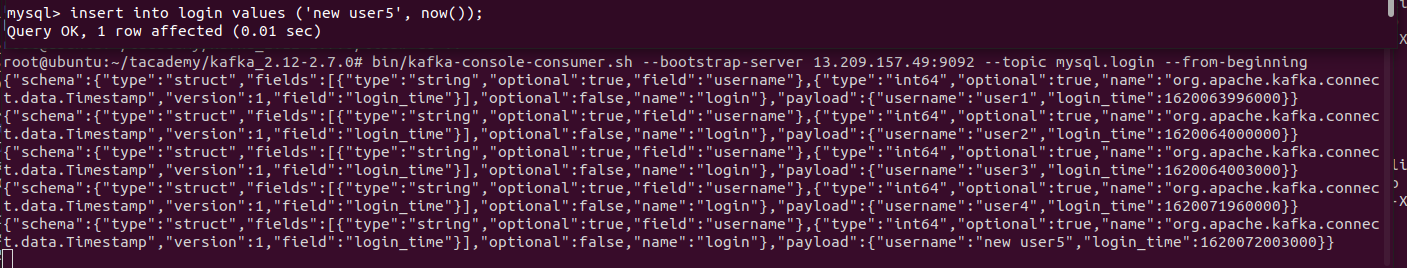 mysql> insert into login values ('new user5', now());
Query OK, 1 row affected (0.01 sec)
root@ubuntu:~/tacademy/kafka_2.12-2.7.0# bin/kafka-console-consumer.sh --bootstrap-server 13.209.157.49:9092 --topic mysql.login --from-beginning
{"schema":{"type":"struct","fields":[{"type":"string","optional":true,"field":"username"},{"type":"int64","optional":true,"name":"org.apache.kafka.connec
t.data.Timestamp","version":1,"field":"login_time"}],"optional":false,"name":"login"},"payload":{"username":"user1","login_time":1620063996000}}
{"schema":{"type":"struct","fields":[{"type":"string","optional":true,"field":"username"},{"type":"int64","optional":true,"name":"org.apache.kafka.connec
t.data.Timestamp","version":1,"field":"login_time"}],"optional":false,"name":"login"},"payload":{"username":"user2","login_time":1620064000000}}
{"schema":{"type":"struct","fields":[{"type":"string","optional":true,"field":"username"},{"type":"int64","optional":true,"name":"org.apache.kafka.connec
t.data.Timestamp","version":1,"field":"login_time"}],"optional":false,"name":"login"},"payload":{"username":"user3","login_time":1620064003000}}
{"schema":{"type":"struct","fields":[{"type":"string","optional":true,"field":"username"},{"type":"int64","optional":true,"name":"org.apache.kafka.connec
t.data.Timestamp","version":1,"field":"login_time"}],"optional":false,"name":"login"},"payload":{"username":"user4","login_time":1620071960000}}
{"schema":{"type":"struct","fields":[{"type":"string","optional":true,"field":"username"},{"type":"int64","optional":true,"name":"org.apache.kafka.connec
t.data.Timestamp","version":1,"field":"login_time"}],"optional":false,"name":"login"},"payload":{"username":"new user5","login_time":1620072003000}}